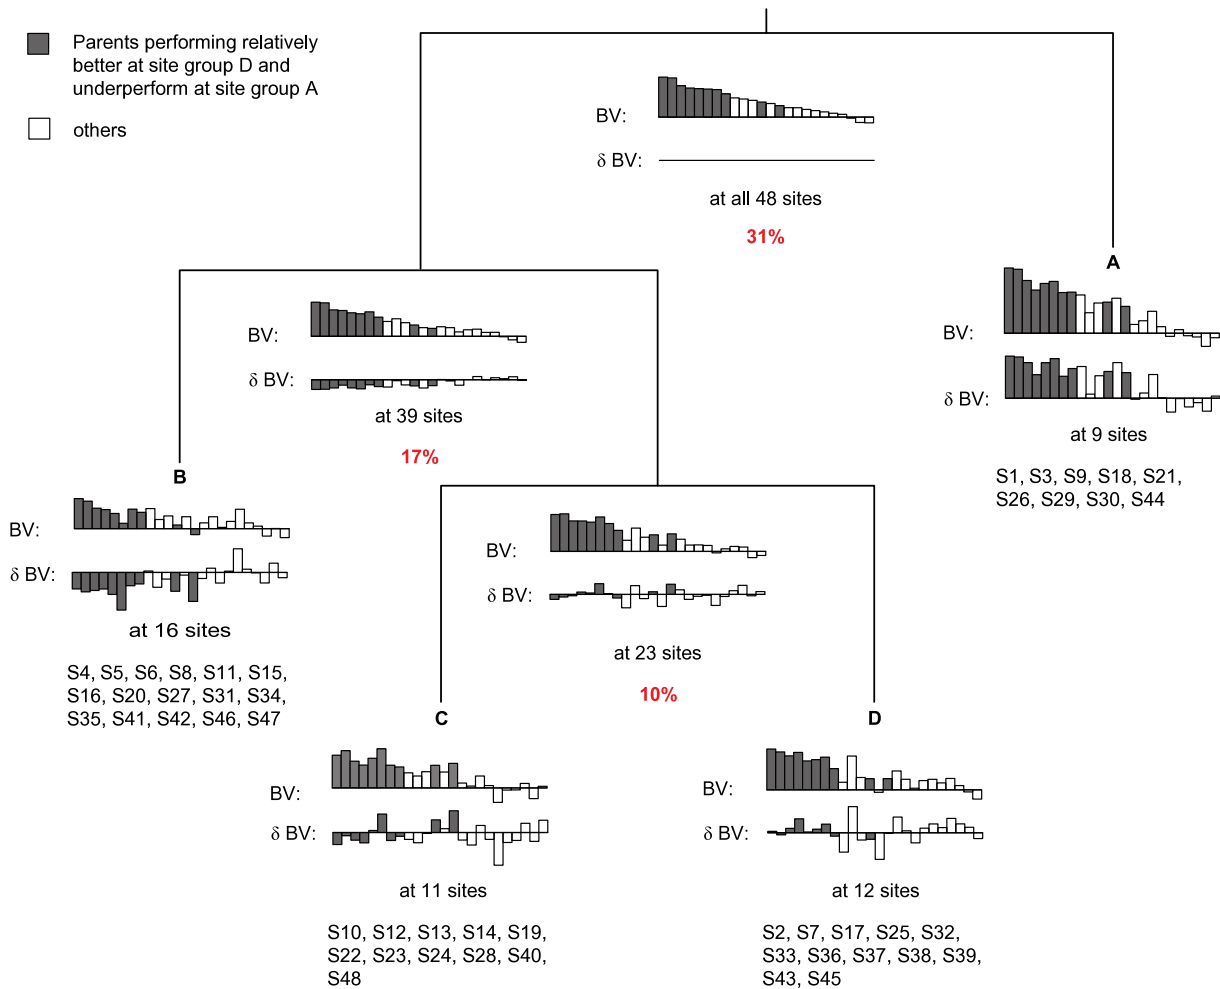 Parents performing relatively
better at site group D and
underperform at site group A
others
BV:
δ BV:
at all 48 sites
31%
A
BV:
δ BV:
at 9 sites
S1, S3, S9, S18, S21,
S26, S29, S30, S44
BV:
δ BV:
at 39 sites
17%
B
BV:
δ BV:
at 16 sites
S4, S5, S6, S8, S11, S15,
S16, S20, S27, S31, S34,
S35, S41, S42, S46, S47
BV:
δ BV:
at 23 sites
10%
C
BV:
δ BV:
at 11 sites
S10, S12, S13, S14, S19,
S22, S23, S24, S28, S40,
S48
D
BV:
δ BV:
at 12 sites
S2, S7, S17, S25, S32,
S33, S36, S37, S38, S39,
S43, S45